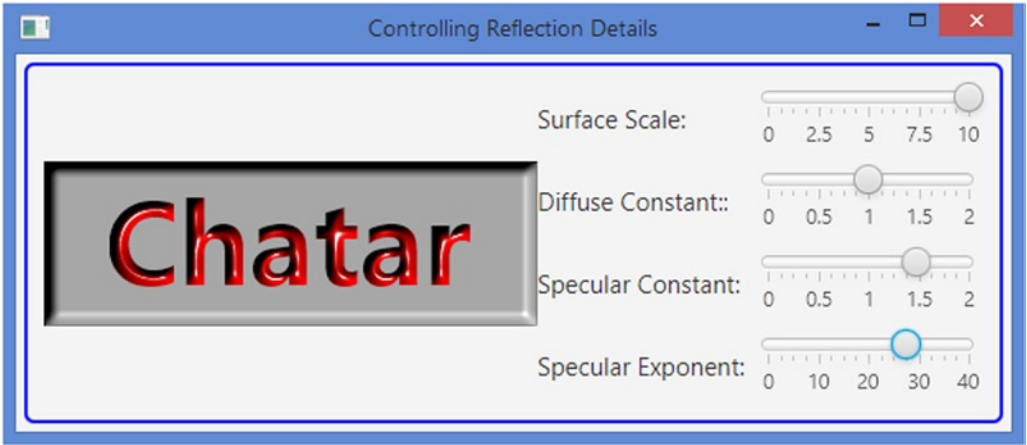 Controlling Reflection Details
Chatar
Surface Scale:
0 2.5 5 7.5 10
Diffuse Constant::
0 0.5 1 1.5 2
Specular Constant:
0 0.5 1 1.5 2
Specular Exponent:
0 10 20 30 40